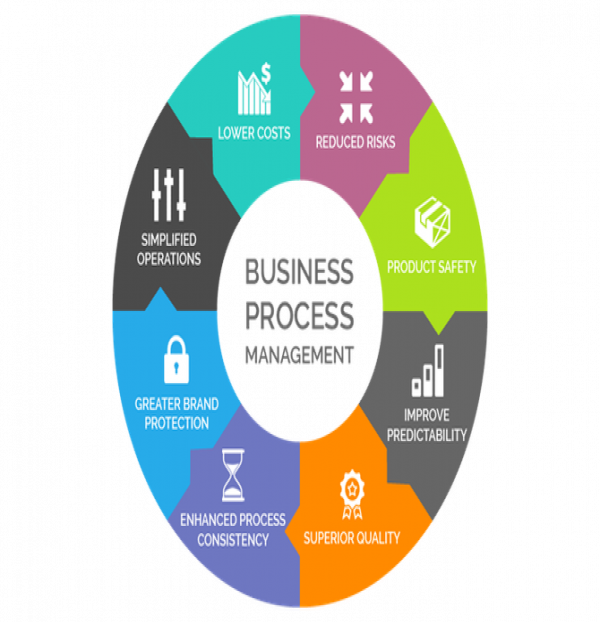 BUSINESS
PROCESS
MANAGEMENT
REDUCED RISKS
PRODUCT SAFETY
IMPROVE
PREDICTABILITY
SUPERIOR QUALITY
ENHANCED PROCESS
CONSISTENCY
GREATER BRAND
PROTECTION
SIMPLIFIED
OPERATIONS
LOWER COSTS
$